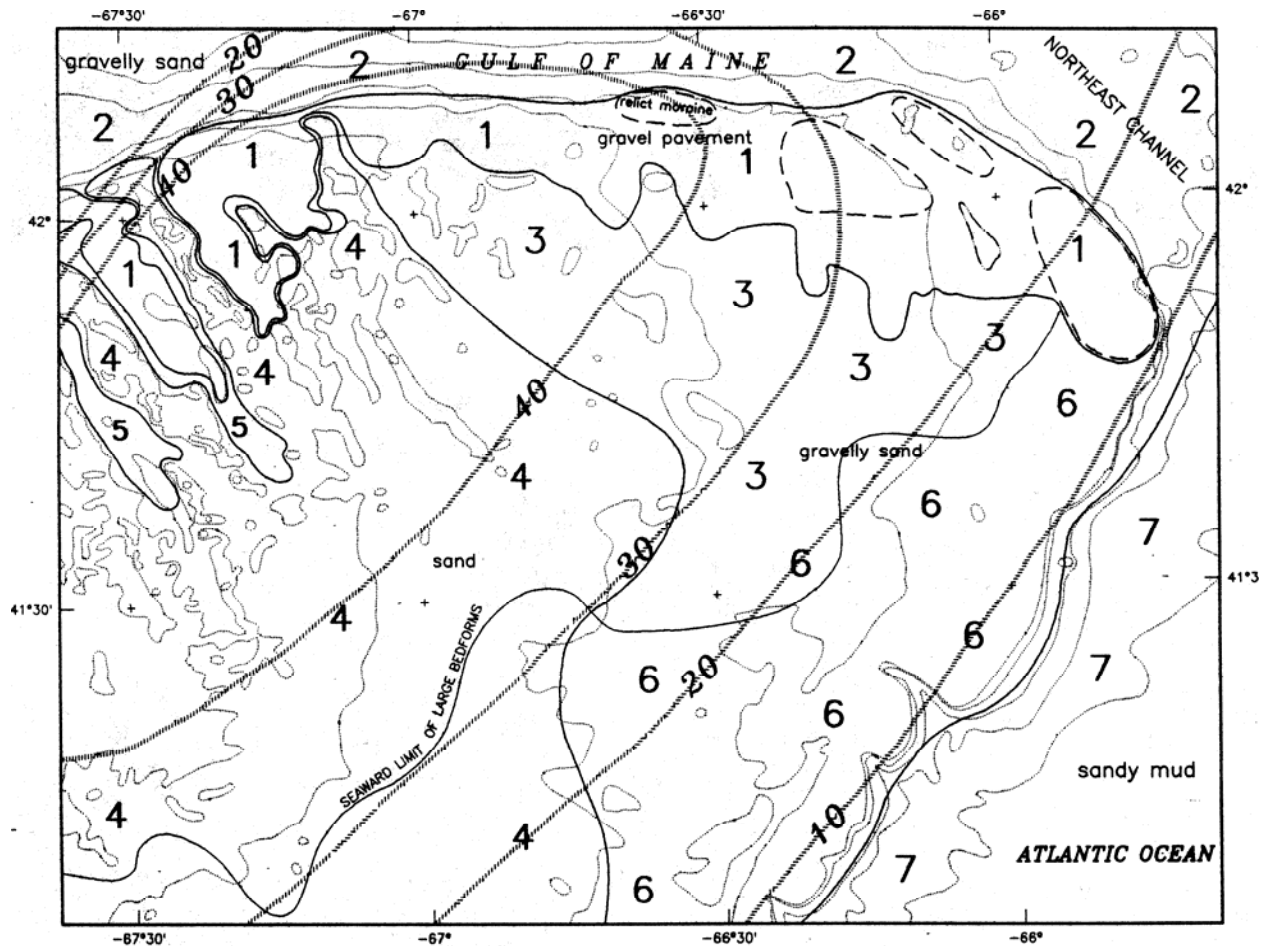 -67°30' -67° -66°30' -66°
gravelly sand 20 2 GULF OF MAINE 2 NORTHEAST CHANNEL
30 2
2 relict moraine 2
1 1 gravel pavement 1
40
42° 42°
4 3 1
1 1
3
3
4 4 3
40 6
5 5 gravelly sand
4 3
6 7
sand 30 6
41°30' 41°3
4 6
SEAWARD LIMIT OF LARGE BEDFORMS
6 20 7
6
sandy mud
4 4 10
ATLANTIC OCEAN
6 7
-67°30' -67° -66°30' -66°